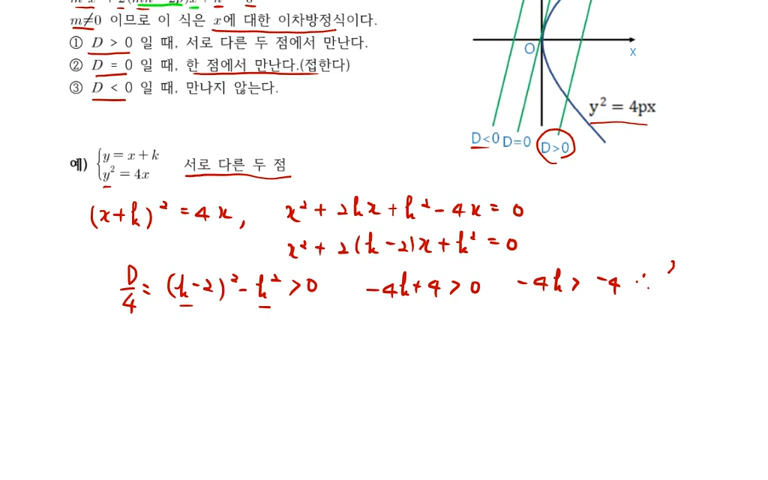 m≠0 이므로 이 식은 x에 대한 이차방정식이다.
① D > 0 일 때, 서로 다른 두 점에서 만난다.
② D = 0 일 때, 한 점에서 만난다.(접한다)
③ D < 0 일 때, 만나지 않는다.
O
x
y² = 4px
D<0 D=0 D>0
예) { y = x + k
y² = 4x 서로 다른 두 점
(x+k)² = 4x, x² + 2kx + k² - 4x = 0
x² + 2(k-2)x + k² = 0
D/4 = (k-2)² - k² > 0 -4k+4 > 0 -4k > -4 ∴